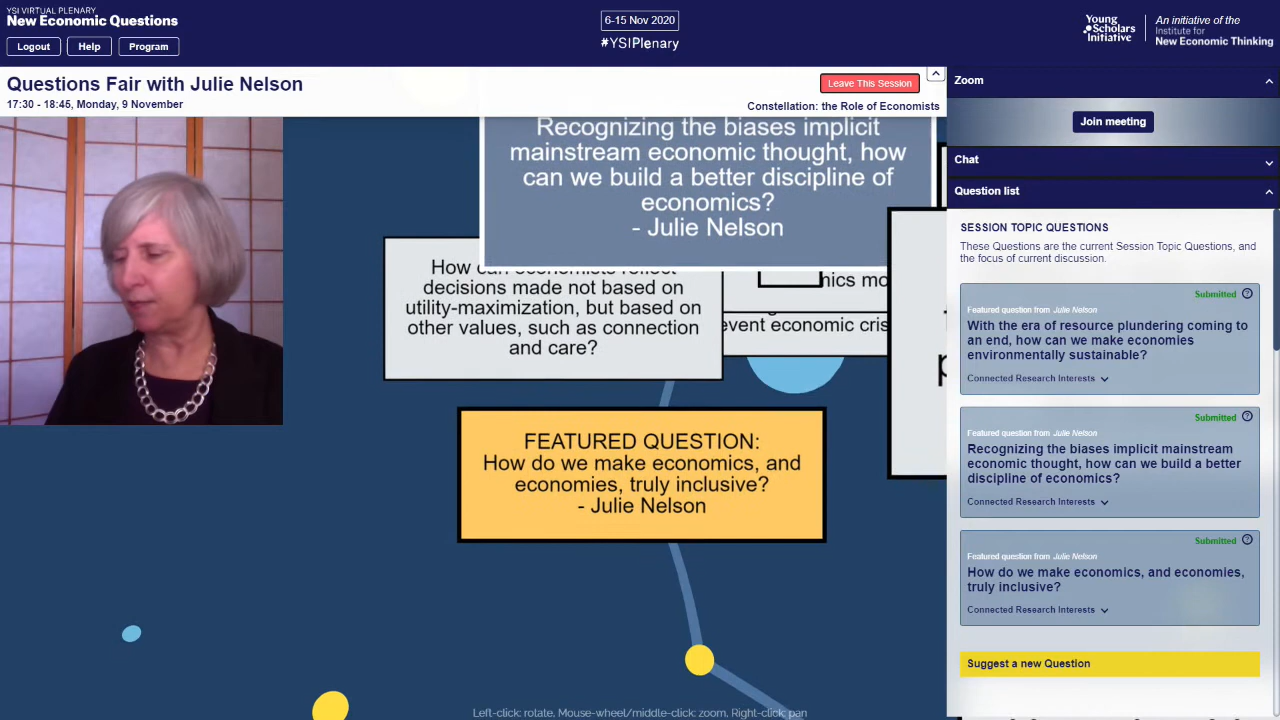 YSI VIRTUAL PLENARY
New Economic Questions
Logout
Help
Program
6-15 Nov 2020
#YSIPlenary
Young
Scholars
Initiative
An initiative of the
Institute for
New Economic Thinking
Questions Fair with Julie Nelson
17:30 - 18:45, Monday, 9 November
Leave This Session
Constellation: the Role of Economists
Recognizing the biases implicit
mainstream economic thought, how
can we build a better discipline of
economics?
- Julie Nelson
How can economists reflect
decisions made not based on
utility-maximization, but based on
other values, such as connection
and care?
economic
FEATURED QUESTION:
How do we make economics, and
economies, truly inclusive?
- Julie Nelson
Left-click: rotate. Mouse-wheel/middle-click: zoom, Right-click: pan
Zoom
Join meeting
Chat
Question list
SESSION TOPIC QUESTIONS
These Questions are the current Session Topic Questions, and
the focus of current discussion.
Submitted
Featured question from Julie Nelson
With the era of resource plundering coming to
an end, how can we make economies
environmentally sustainable?
Connected Research Interests
Submitted
Featured question from Julie Nelson
Recognizing the biases implicit mainstream
economic thought, how can we build a better
discipline of economics?
Connected Research Interests
Submitted
Featured question from Julie Nelson
How do we make economics, and economies,
truly inclusive?
Connected Research Interests
Suggest a new Question